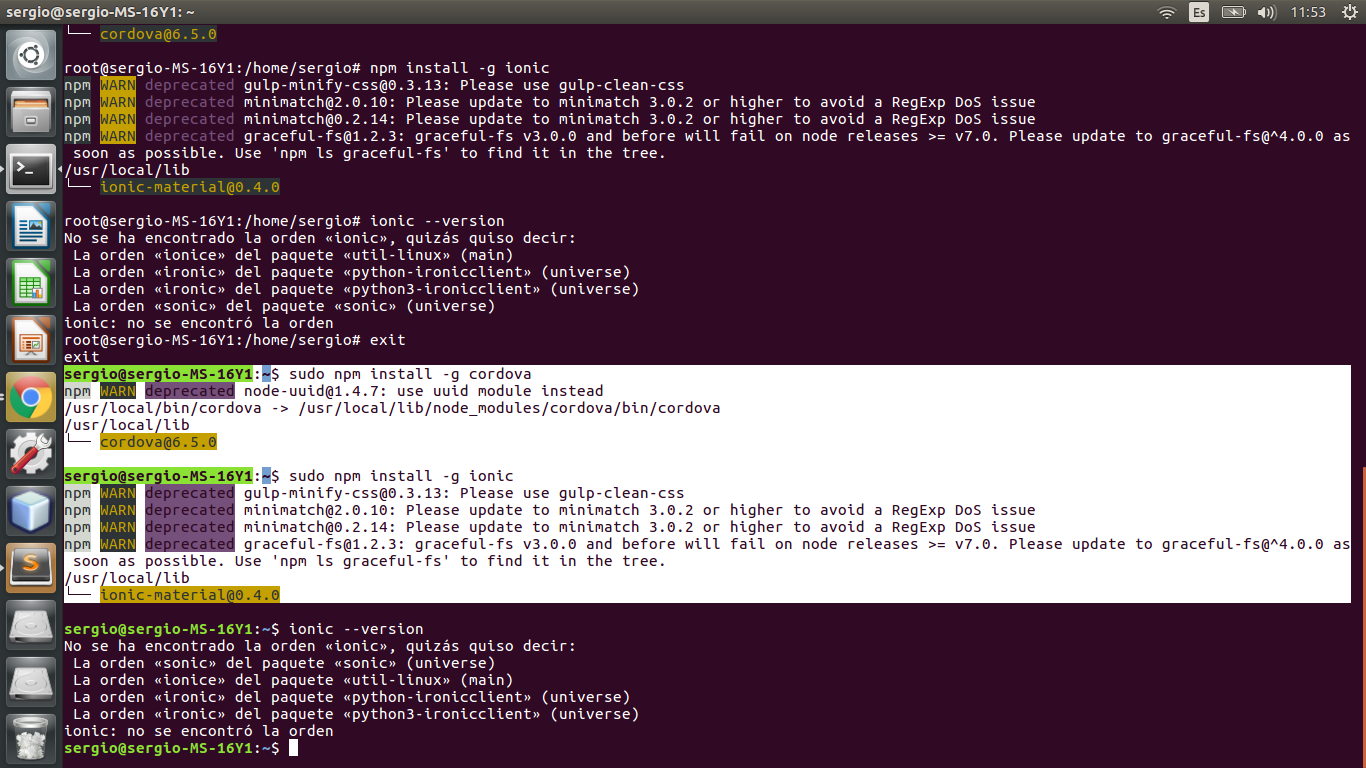 sergio@sergio-MS-16Y1: ~
Es
11:53
└── cordova@6.5.0
root@sergio-MS-16Y1:/home/sergio# npm install -g ionic
npm WARN deprecated gulp-minify-css@0.3.13: Please use gulp-clean-css
npm WARN deprecated minimatch@2.0.10: Please update to minimatch 3.0.2 or higher to avoid a RegExp DoS issue
npm WARN deprecated minimatch@0.2.14: Please update to minimatch 3.0.2 or higher to avoid a RegExp DoS issue
npm WARN deprecated graceful-fs@1.2.3: graceful-fs v3.0.0 and before will fail on node releases >= v7.0. Please update to graceful-fs@^4.0.0 as
 soon as possible. Use 'npm ls graceful-fs' to find it in the tree.
/usr/local/lib
└── ionic-material@0.4.0
root@sergio-MS-16Y1:/home/sergio# ionic --version
No se ha encontrado la orden «ionic», quizás quiso decir:
 La orden «ionice» del paquete «util-linux» (main)
 La orden «ironic» del paquete «python-ironicclient» (universe)
 La orden «ironic» del paquete «python3-ironicclient» (universe)
 La orden «sonic» del paquete «sonic» (universe)
ionic: no se encontró la orden
root@sergio-MS-16Y1:/home/sergio# exit
exit
sergio@sergio-MS-16Y1:~$ sudo npm install -g cordova
npm WARN deprecated node-uuid@1.4.7: use uuid module instead
/usr/local/bin/cordova -> /usr/local/lib/node_modules/cordova/bin/cordova
/usr/local/lib
└── cordova@6.5.0
sergio@sergio-MS-16Y1:~$ sudo npm install -g ionic
npm WARN deprecated gulp-minify-css@0.3.13: Please use gulp-clean-css
npm WARN deprecated minimatch@2.0.10: Please update to minimatch 3.0.2 or higher to avoid a RegExp DoS issue
npm WARN deprecated minimatch@0.2.14: Please update to minimatch 3.0.2 or higher to avoid a RegExp DoS issue
npm WARN deprecated graceful-fs@1.2.3: graceful-fs v3.0.0 and before will fail on node releases >= v7.0. Please update to graceful-fs@^4.0.0 as
 soon as possible. Use 'npm ls graceful-fs' to find it in the tree.
/usr/local/lib
└── ionic-material@0.4.0
sergio@sergio-MS-16Y1:~$ ionic --version
No se ha encontrado la orden «ionic», quizás quiso decir:
 La orden «sonic» del paquete «sonic» (universe)
 La orden «ionice» del paquete «util-linux» (main)
 La orden «ironic» del paquete «python-ironicclient» (universe)
 La orden «ironic» del paquete «python3-ironicclient» (universe)
ionic: no se encontró la orden
sergio@sergio-MS-16Y1:~$